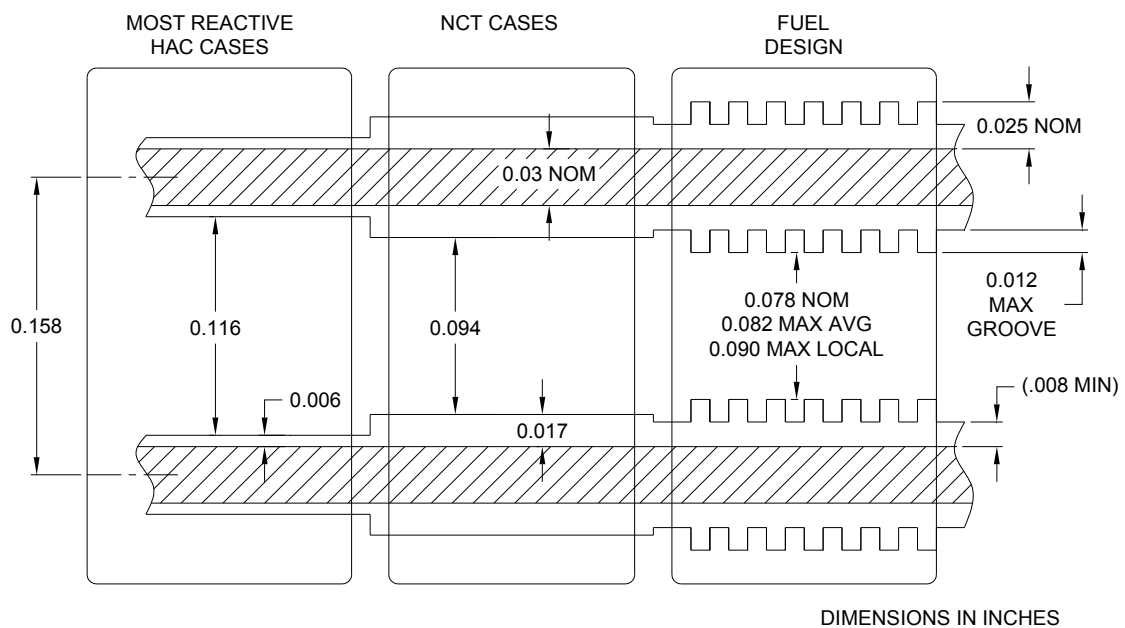 MOST REACTIVE
HAC CASES
NCT CASES
FUEL
DESIGN
0.025 NOM
0.03 NOM
0.012
MAX
GROOVE
0.158
0.116
0.094
0.078 NOM
0.082 MAX AVG
0.090 MAX LOCAL
(.008 MIN)
0.006
0.017
DIMENSIONS IN INCHES